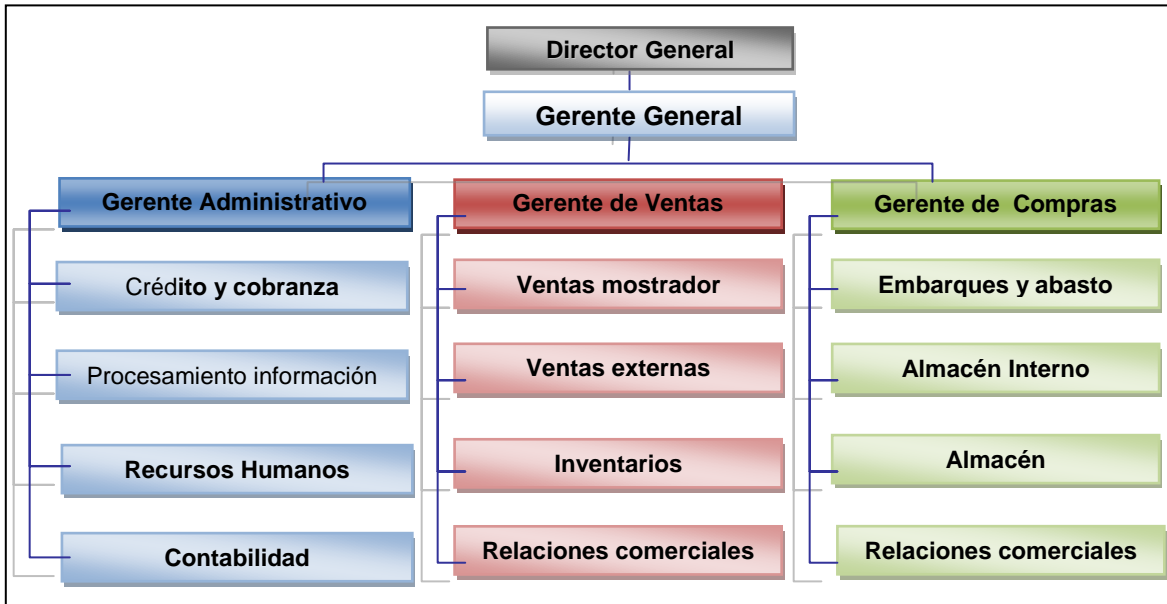 Director General
Gerente General
Gerente Administrativo
Crédito y cobranza
Procesamiento información
Recursos Humanos
Contabilidad
Gerente de Ventas
Ventas mostrador
Ventas externas
Inventarios
Relaciones comerciales
Gerente de Compras
Embarques y abasto
Almacén Interno
Almacén
Relaciones comerciales